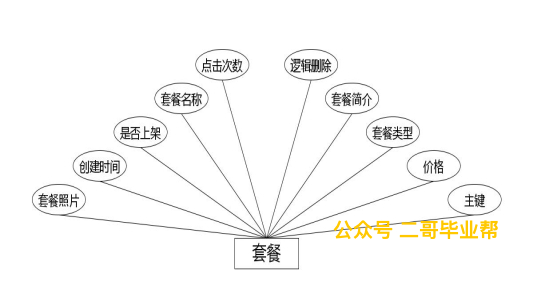 点击次数
逻辑删除
套餐名称
套餐简介
是否上架
套餐类型
创建时间
价格
套餐照片
主键
公众号 二哥毕业帮
套餐